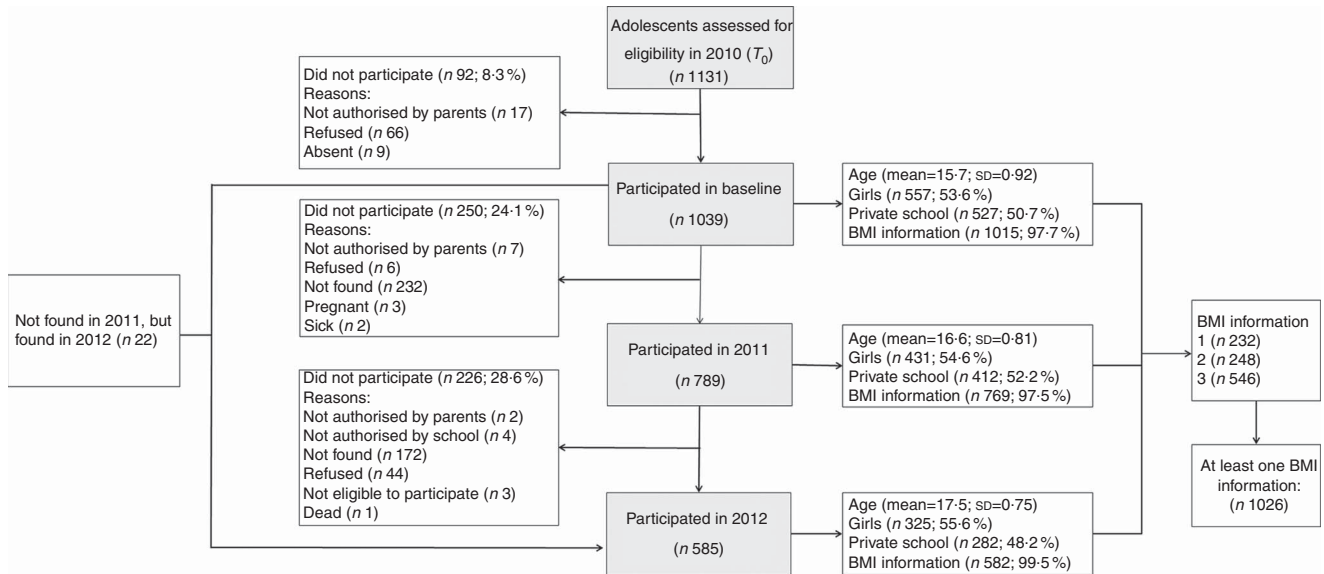 Adolescents assessed for
eligibility in 2010 (T0)
(n 1131)
Did not participate (n 92; 8·3 %)
Reasons:
Not authorised by parents (n 17)
Refused (n 66)
Absent (n 9)
Participated in baseline
(n 1039)
Age (mean=15·7; SD=0·92)
Girls (n 557; 53·6 %)
Private school (n 527; 50·7 %)
BMI information (n 1015; 97·7 %)
Did not participate (n 250; 24·1 %)
Reasons:
Not authorised by parents (n 7)
Refused (n 6)
Not found (n 232)
Pregnant (n 3)
Sick (n 2)
Not found in 2011, but
found in 2012 (n 22)
Participated in 2011
(n 789)
Age (mean=16·6; SD=0·81)
Girls (n 431; 54·6 %)
Private school (n 412; 52·2 %)
BMI information (n 769; 97·5 %)
BMI information
1 (n 232)
2 (n 248)
3 (n 546)
Did not participate (n 226; 28·6 %)
Reasons:
Not authorised by parents (n 2)
Not authorised by school (n 4)
Not found (n 172)
Refused (n 44)
Not eligible to participate (n 3)
Dead (n 1)
At least one BMI
information:
(n 1026)
Participated in 2012
(n 585)
Age (mean=17·5; SD=0·75)
Girls (n 325; 55·6 %)
Private school (n 282; 48·2 %)
BMI information (n 582; 99·5 %)